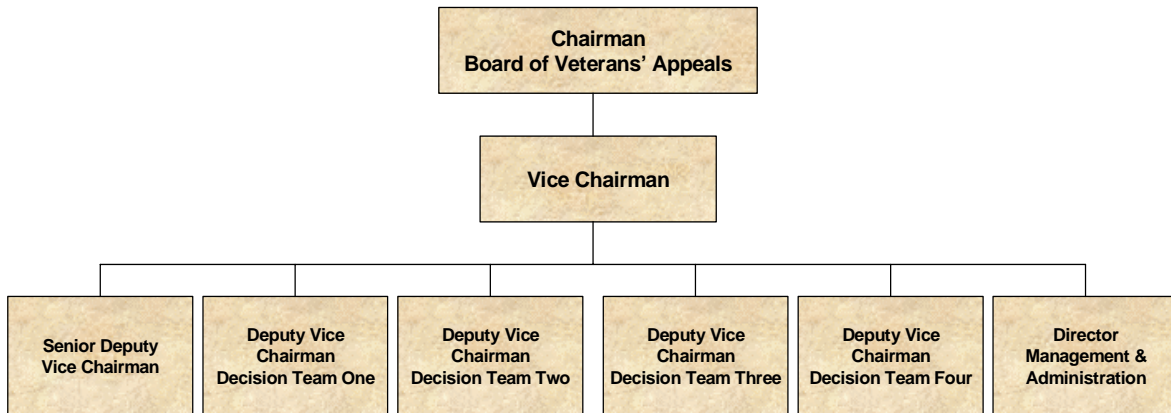 Chairman
Board of Veterans’ Appeals
Vice Chairman
Senior Deputy
Vice Chairman
Deputy Vice
Chairman
Decision Team One
Deputy Vice
Chairman
Decision Team Two
Deputy Vice
Chairman
Decision Team Three
Deputy Vice
Chairman
Decision Team Four
Director
Management &
Administration